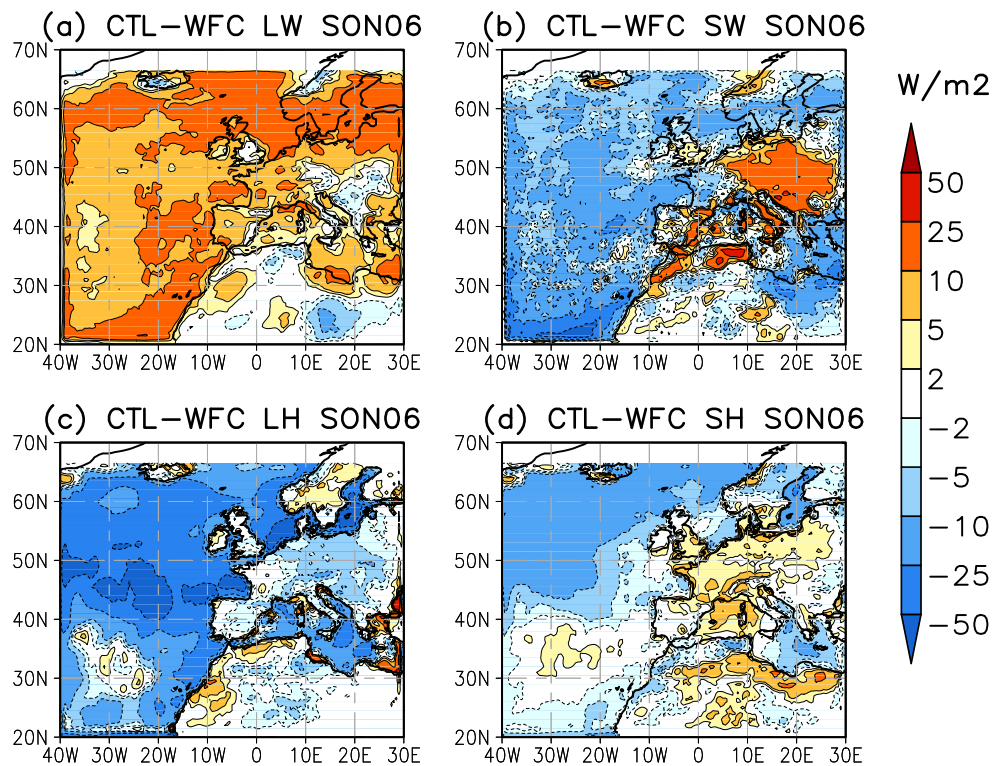 (a) CTL−WFC LW SON06
(b) CTL−WFC SW SON06
70N
60N
50N
40N
30N
20N
40W 30W 20W 10W 0 10E 20E 30E
70N
60N
50N
40N
30N
20N
40W 30W 20W 10W 0 10E 20E 30E
W/m2
50
25
10
5
2
−2
−5
−10
−25
−50
(c) CTL−WFC LH SON06
(d) CTL−WFC SH SON06
70N
60N
50N
40N
30N
20N
40W 30W 20W 10W 0 10E 20E 30E
70N
60N
50N
40N
30N
20N
40W 30W 20W 10W 0 10E 20E 30E